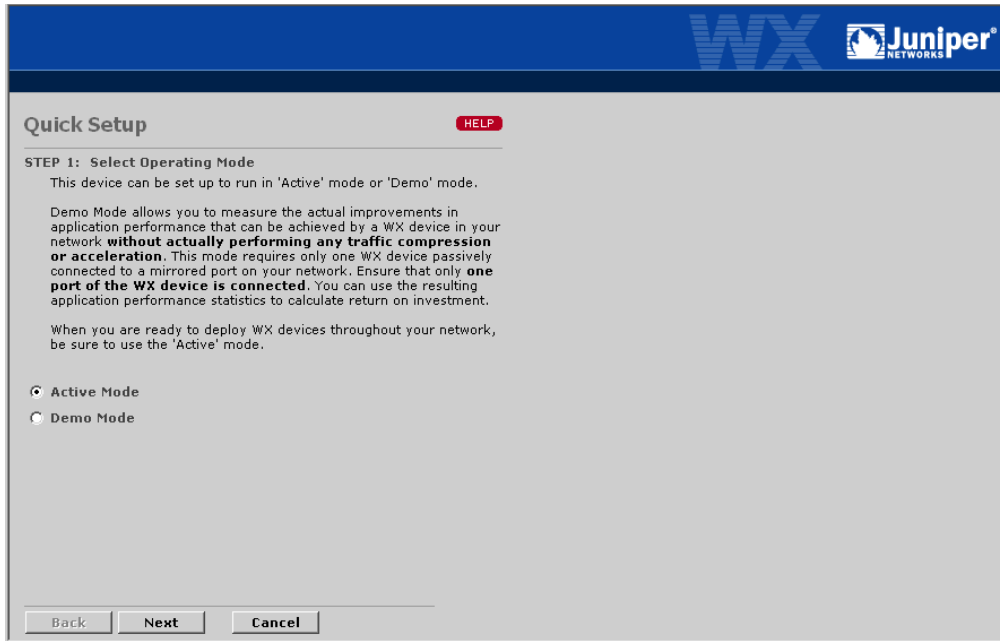 WX
Juniper®
NETWORKS
Quick Setup
HELP
STEP 1: Select Operating Mode
This device can be set up to run in 'Active' mode or 'Demo' mode.
Demo Mode allows you to measure the actual improvements in
application performance that can be achieved by a WX device in your
network without actually performing any traffic compression
or acceleration. This mode requires only one WX device passively
connected to a mirrored port on your network. Ensure that only one
port of the WX device is connected. You can use the resulting
application performance statistics to calculate return on investment.
When you are ready to deploy WX devices throughout your network,
be sure to use the 'Active' mode.
Active Mode
Demo Mode
Back
Next
Cancel